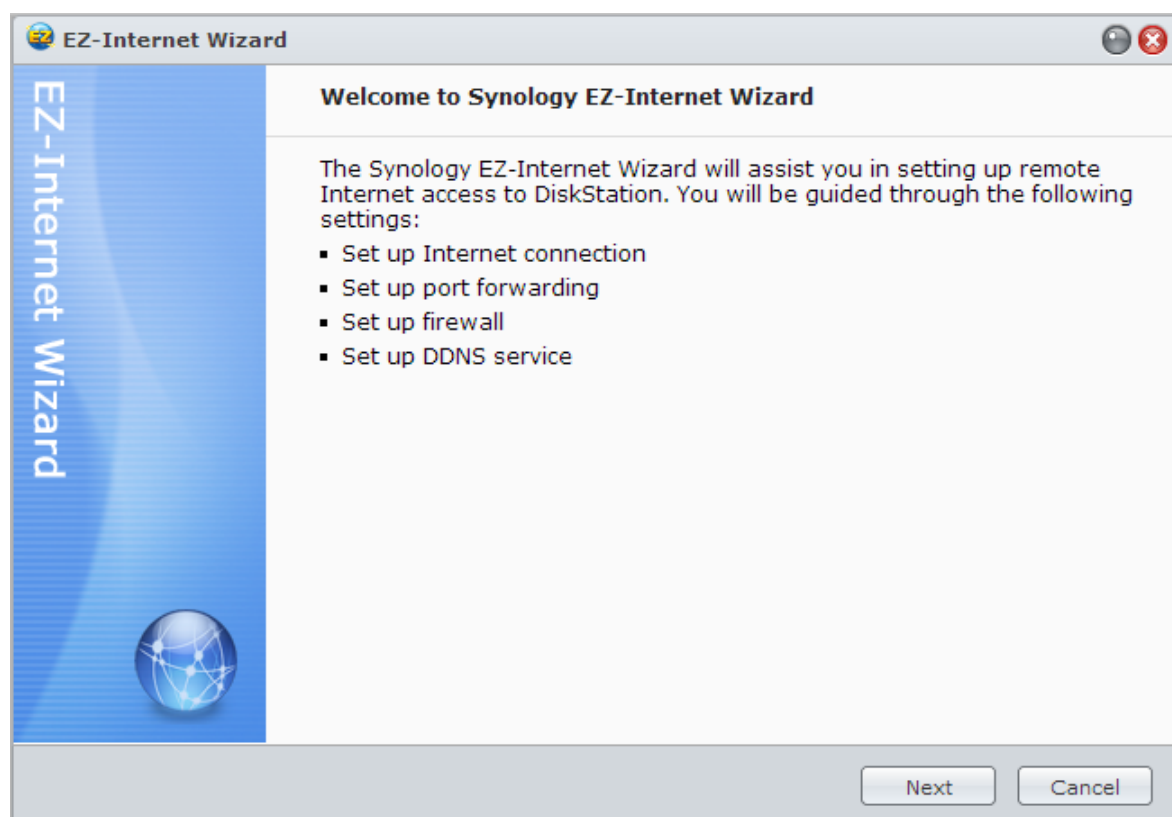 EZ-Internet Wizard
EZ-Internet Wizard
Welcome to Synology EZ-Internet Wizard
The Synology EZ-Internet Wizard will assist you in setting up remote
Internet access to DiskStation. You will be guided through the following
settings:
▪ Set up Internet connection
▪ Set up port forwarding
▪ Set up firewall
▪ Set up DDNS service
Next
Cancel